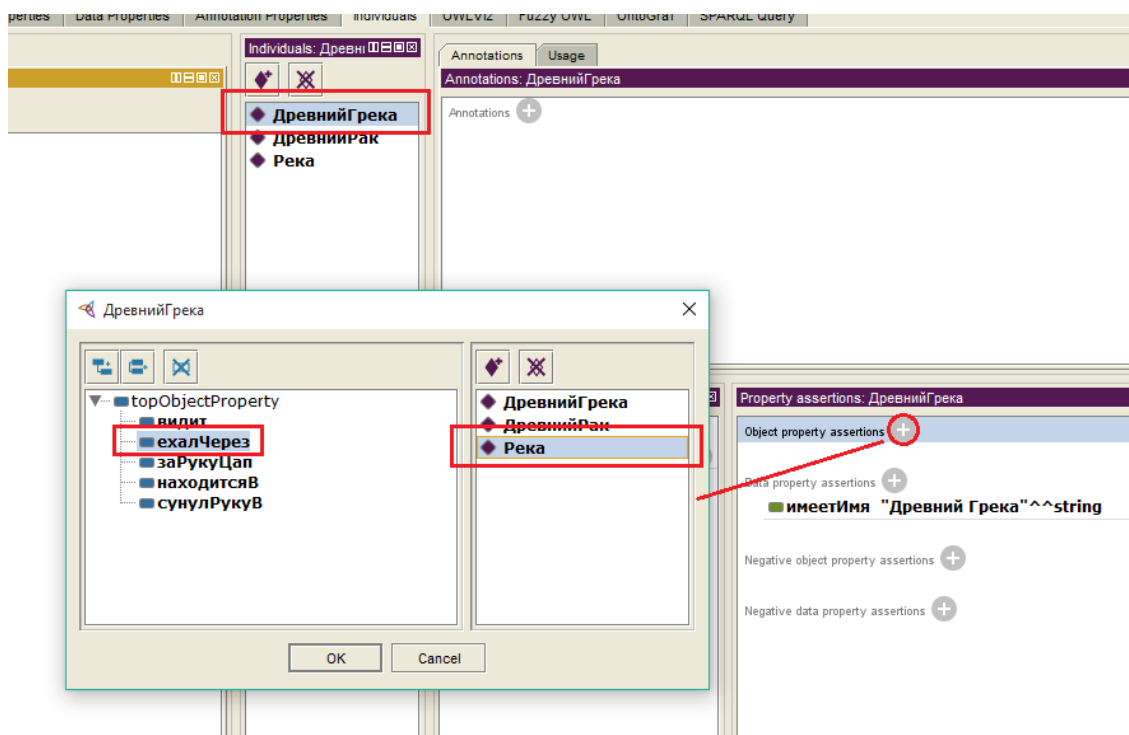 perties Data Properties Annotation Properties Individuals OWLViz Fuzzy OWL OntoGraf SPARQL Query
Individuals: Древні
Annotations Usage
Annotations: ДревнийГрека
Annotations
ДревнийГрека
ДревнийРак
Река
ДревнийГрека
topObjectProperty
видит
ехалЧерез
заРукуЦап
находитсяВ
сунулРукуВ
ДревнийГрека
ДревнийРак
Река
OK Cancel
Property assertions: ДревнийГрека
Object property assertions
Data property assertions
имеетИмя "Древний Грека"^^string
Negative object property assertions
Negative data property assertions